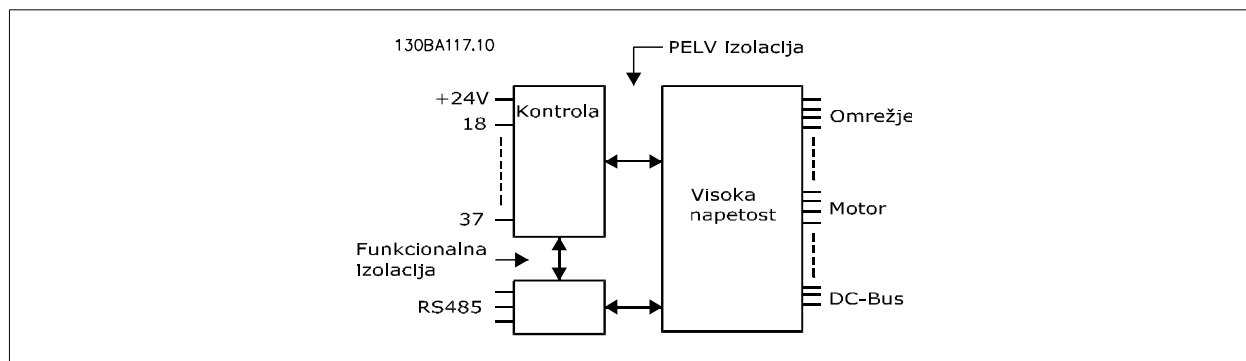 130BA117.10
PELV izolacija
+24V
Kontrola
18
37
Visoka
napetost
Omrežje
Motor
DC-Bus
Funkcionalna
izolacija
RS485